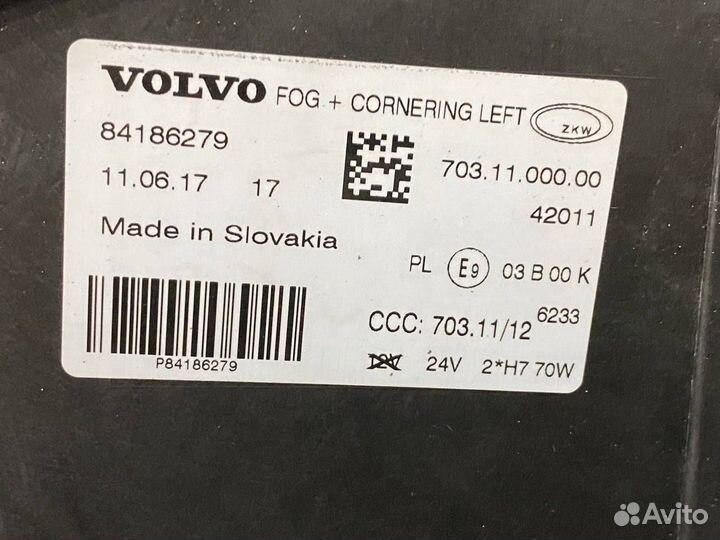 VOLVO FOG + CORNERING LEFT ZKW
84186279
703.11.000.00
11.06.17 17
42011
Made in Slovakia
PL E9 03 B 00 K
CCC: 703.11/12 6233
12V 24V 2*H7 70W
P84186279
Avito